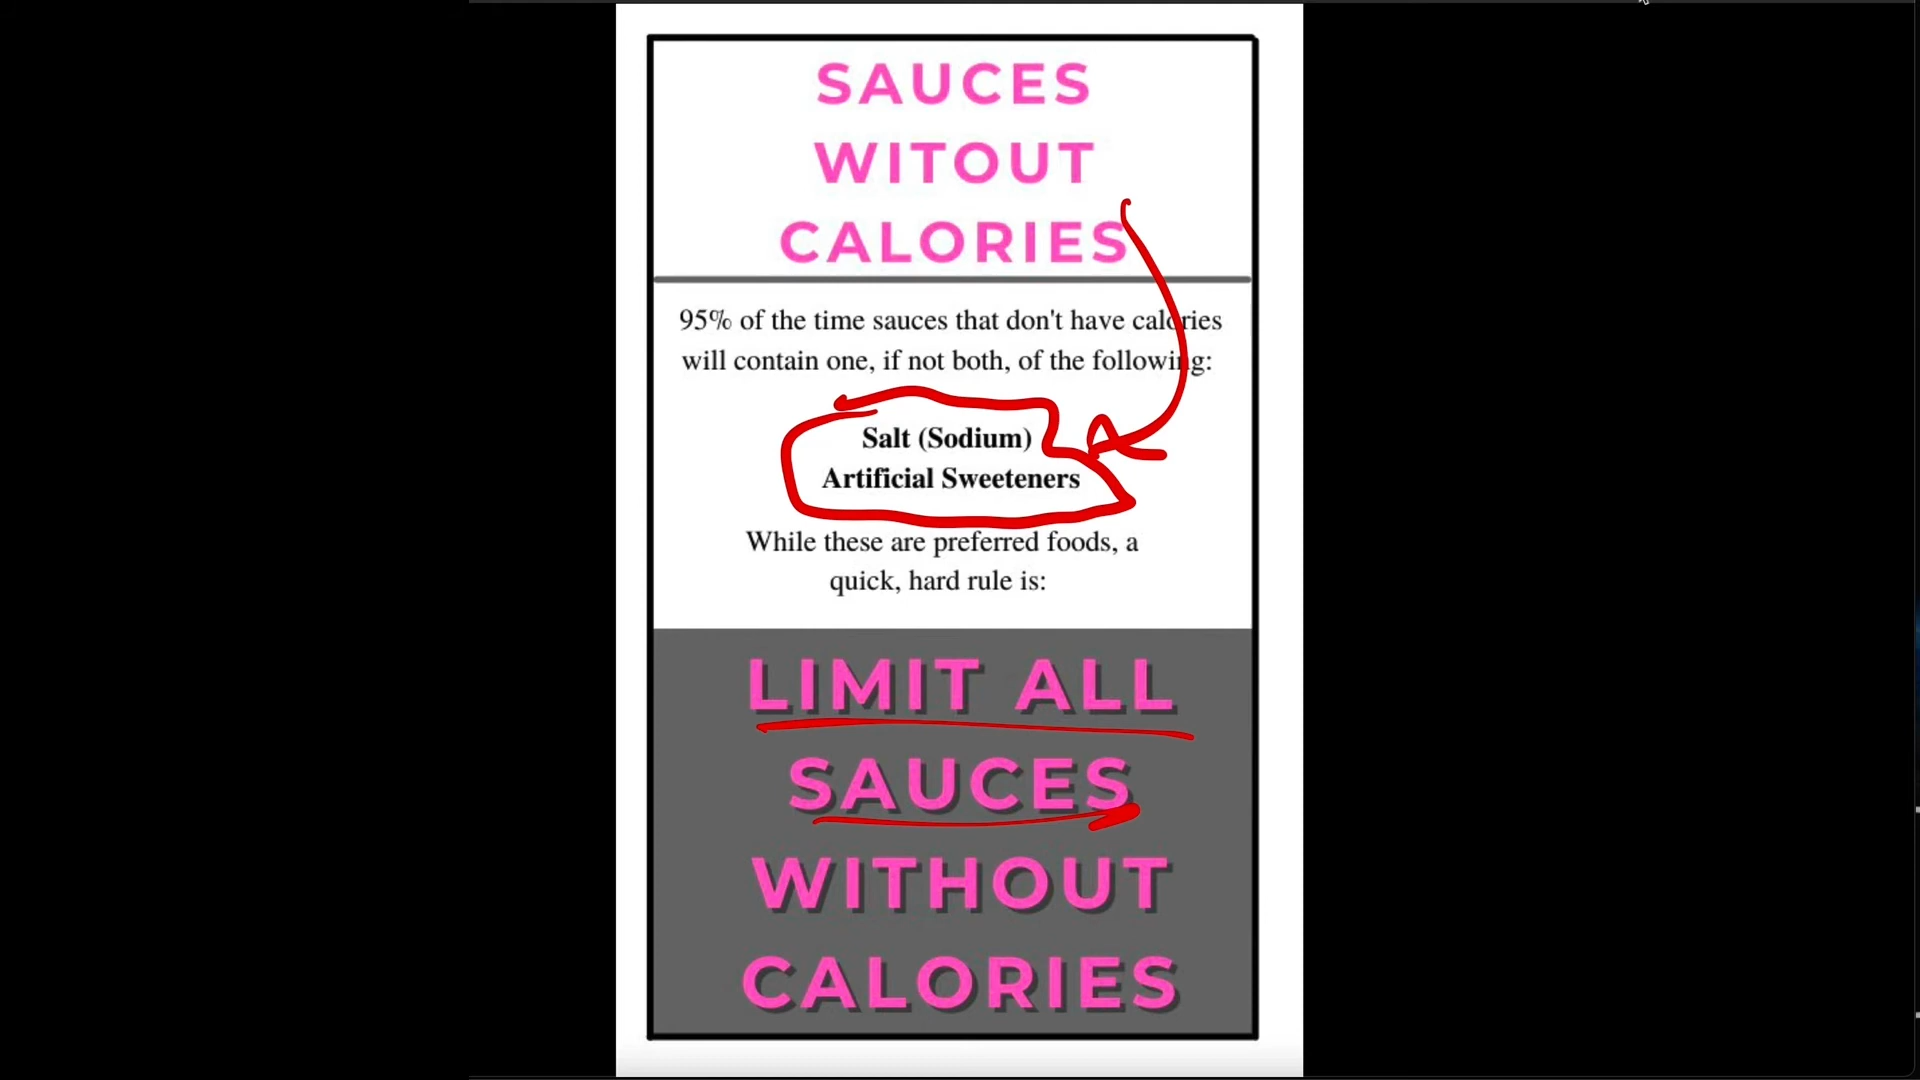 SAUCES
WITOUT
CALORIES
95% of the time sauces that don't have calories
will contain one, if not both, of the following:
Salt (Sodium)
Artificial Sweeteners
While these are preferred foods, a
quick, hard rule is:
LIMIT ALL
SAUCES
WITHOUT
CALORIES